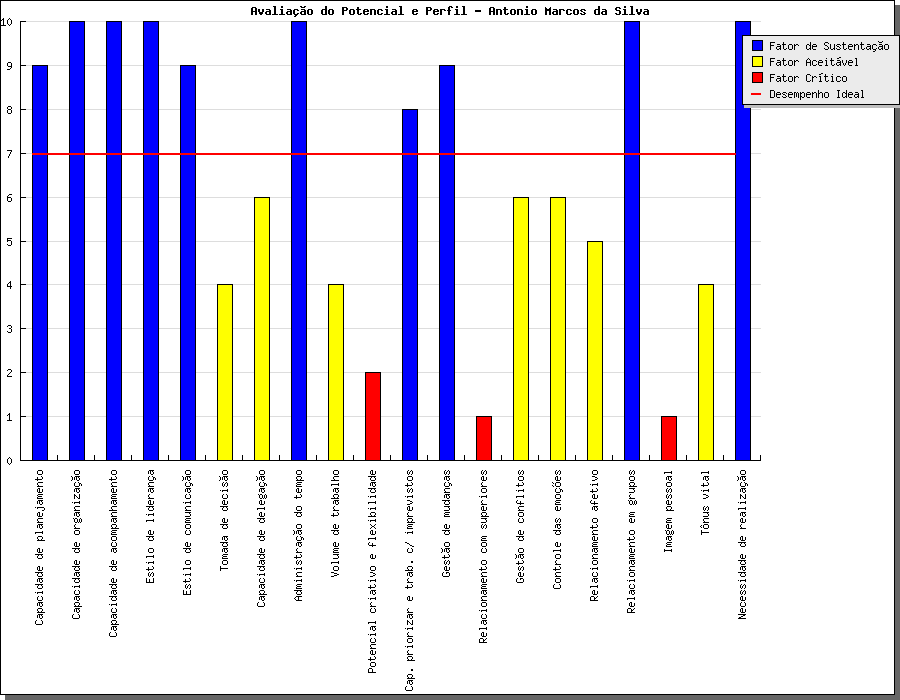 Avaliação do Potencial e Perfil - Antonio Marcos da Silva
10
9
8
7
6
5
4
3
2
1
0
Fator de Sustentação
Fator Aceitável
Fator Crítico
Desempenho Ideal
Capacidade de planejamento
Capacidade de organização
Capacidade de acompanhamento
Estilo de liderança
Estilo de comunicação
Tomada de decisão
Capacidade de delegação
Administração do tempo
Volume de trabalho
Potencial criativo e flexibilidade
Cap. priorizar e trab. c/ imprevistos
Gestão de mudanças
Relacionamento com superiores
Gestão de conflitos
Controle das emoções
Relacionamento afetivo
Relacionamento em grupos
Imagem pessoal
Tônus vital
Necessidade de realização